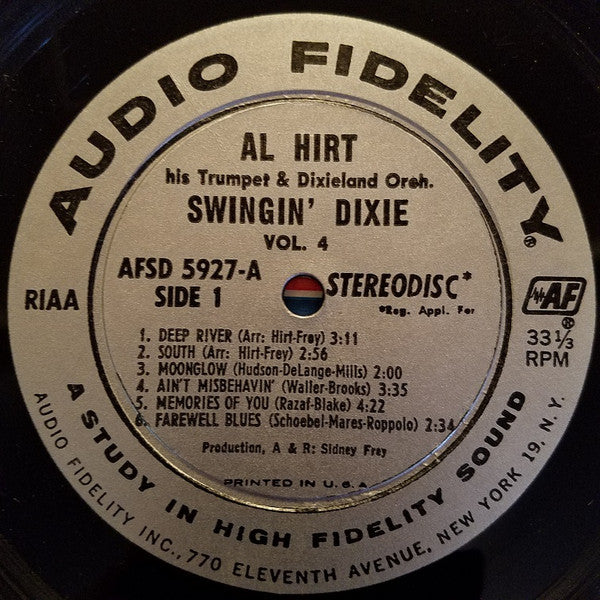 AUDIO FIDELITY®
AL HIRT
his Trumpet & Dixieland Orch.
SWINGIN' DIXIE
VOL. 4
AFSD 5927-A
SIDE 1
STEREODISC*
*Reg. Appl. For
RIAA
AF®
33 1/3
RPM
1. DEEP RIVER (Arr: Hirt-Frey) 3:11
2. SOUTH (Arr: Hirt-Frey) 2:56
3. MOONGLOW (Hudson-DeLange-Mills) 2:00
4. AIN'T MISBEHAVIN' (Waller-Brooks) 3:35
5. MEMORIES OF YOU (Razaf-Blake) 4:22
6. FAREWELL BLUES (Schoebel-Mares-Roppolo) 2:34
Production, A & R: Sidney Frey
PRINTED IN U.S.A.
A STUDY IN HIGH FIDELITY SOUND
AUDIO FIDELITY INC., 770 ELEVENTH AVENUE, NEW YORK 19, N.Y.